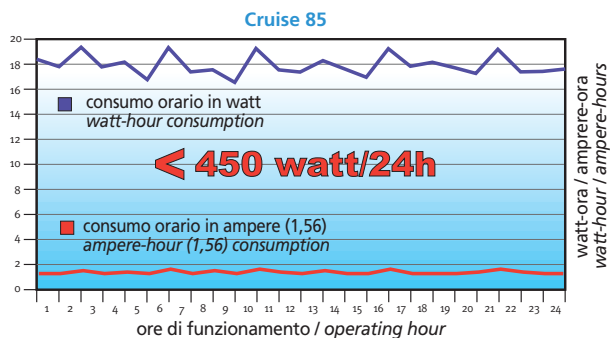 Cruise 85
20
18
16
14
12
10
8
6
4
2
0
consumo orario in watt
watt-hour consumption
< 450 watt/24h
consumo orario in ampere (1,56)
ampere-hour (1,56) consumption
1 2 3 4 5 6 7 8 9 10 11 12 13 14 15 16 17 18 19 20 21 22 23 24
ore di funzionamento / operating hour
watt-ora / amprere-ora
watt-hour / ampere-hours